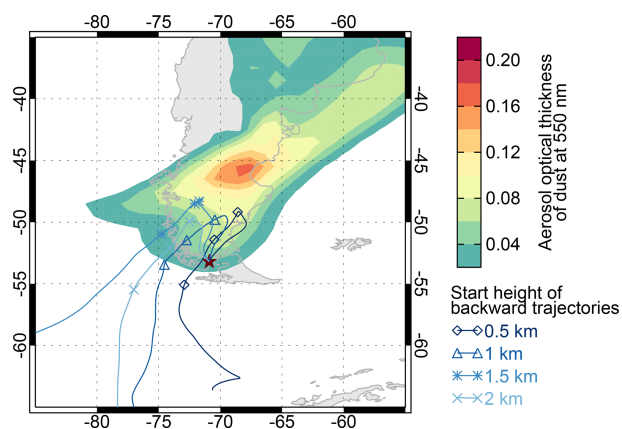 -80 -75 -70 -65 -60
-40 -40
-45 -45
-50 -50
-55 -55
-60 -60
-80 -75 -70 -65 -60
0.20
0.16
0.12
0.08
0.04
Aerosol optical thickness
of dust at 550 nm
Start height of
backward trajectories
0.5 km
1 km
1.5 km
2 km